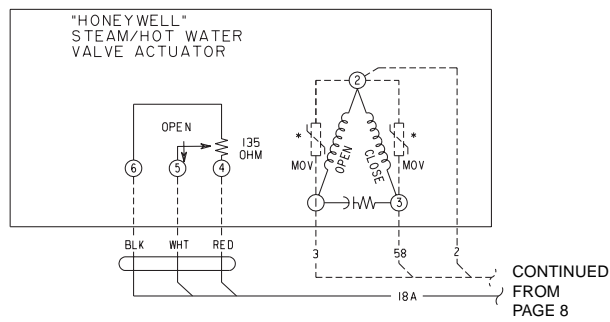 "HONEYWELL"
STEAM/HOT WATER
VALVE ACTUATOR
2
OPEN
135
OHM
* MOV
OPEN
CLOSE
* MOV
6
5
4
1
3
BLK
WHT
RED
3
58
2
18A
CONTINUED
FROM
PAGE 8